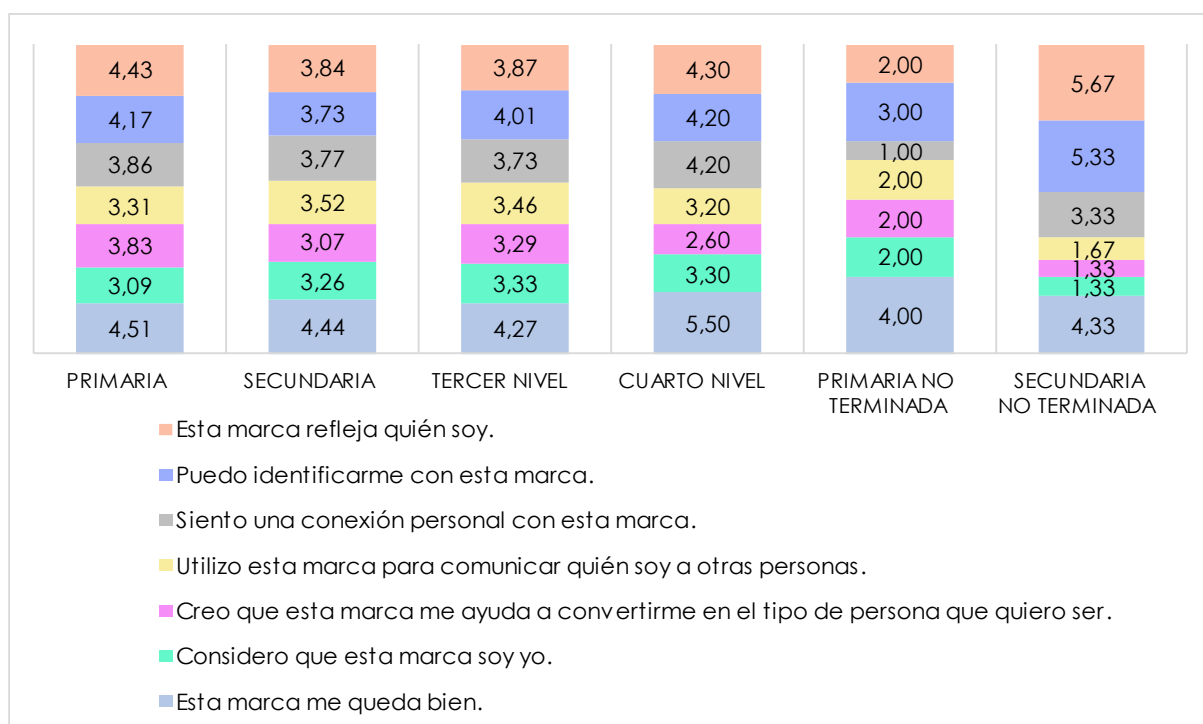 4,43 3,84 3,87 4,30 2,00 5,67
4,17 3,73 4,01 4,20 3,00 5,33
3,86 3,77 3,73 4,20 1,00 3,33
3,31 3,52 3,46 3,20 2,00 1,67
3,83 3,07 3,29 2,60 2,00 1,33
3,09 3,26 3,33 3,30 2,00 1,33
4,51 4,44 4,27 5,50 4,00 4,33
PRIMARIA SECUNDARIA TERCER NIVEL CUARTO NIVEL PRIMARIA NO SECUNDARIA
TERMINADA NO TERMINADA
Esta marca refleja quién soy.
Puedo identificarme con esta marca.
Siento una conexión personal con esta marca.
Utilizo esta marca para comunicar quién soy a otras personas.
Creo que esta marca me ayuda a convertirme en el tipo de persona que quiero ser.
Considero que esta marca soy yo.
Esta marca me queda bien.